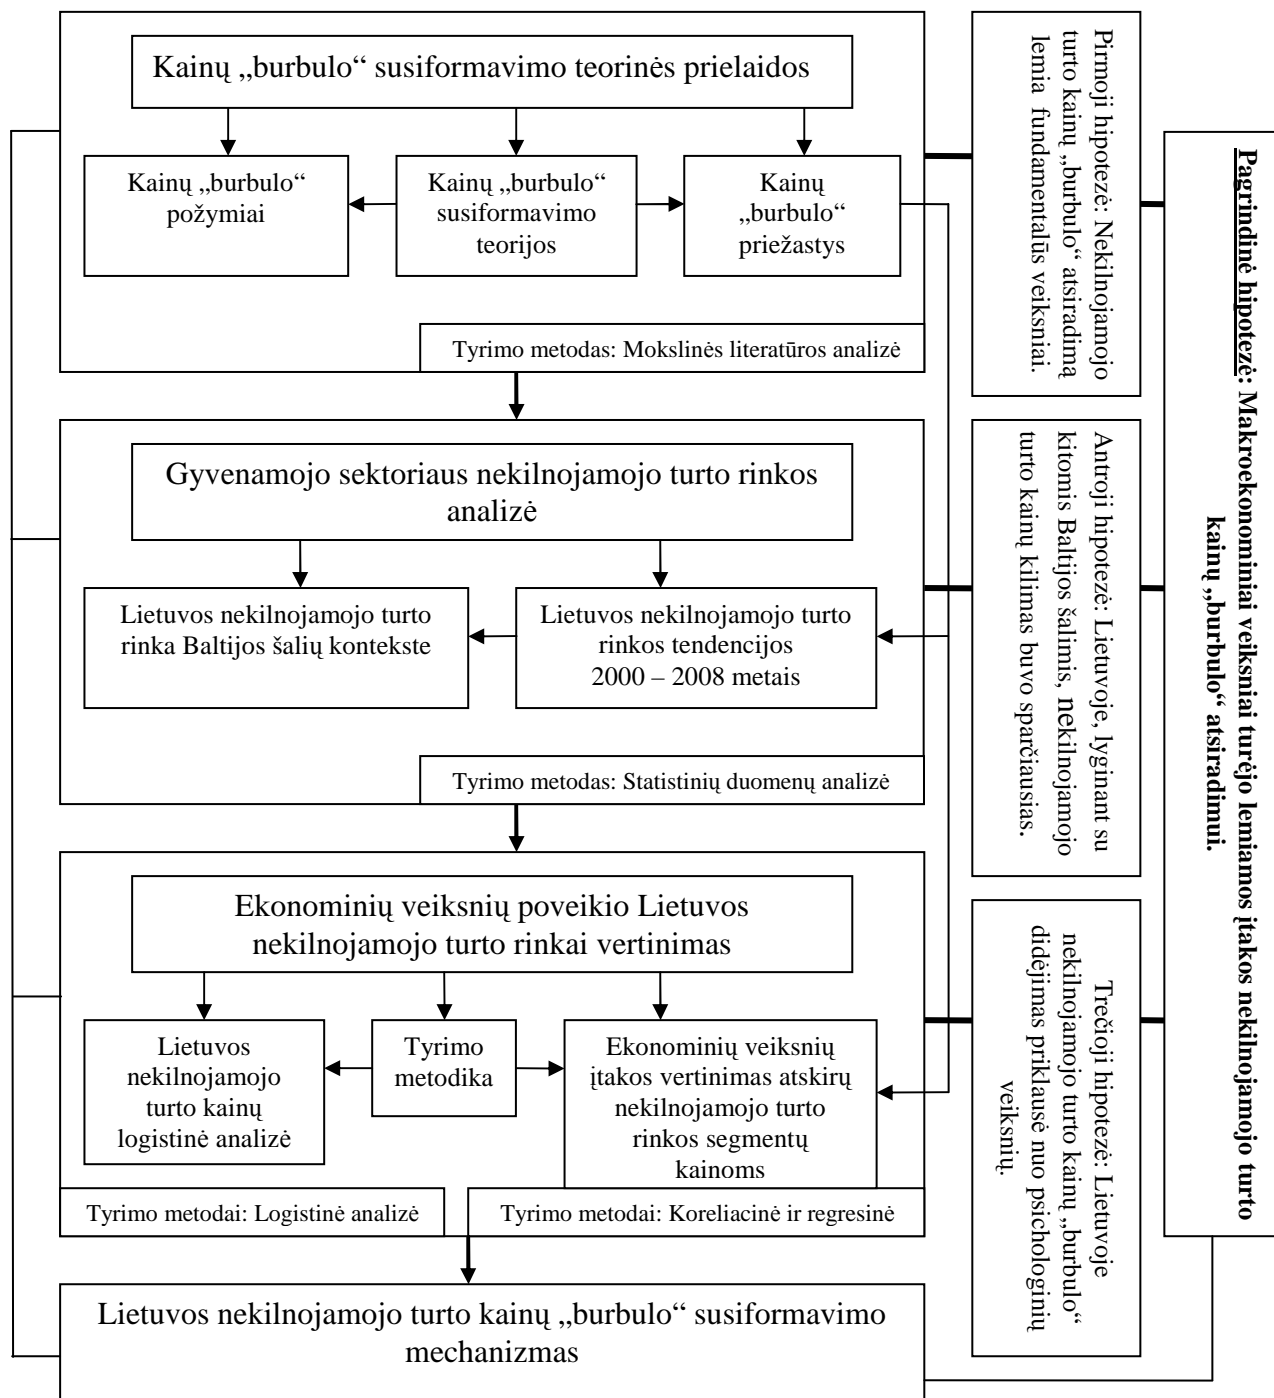 Kainų „burbulo“ susiformavimo teorinės prielaidos
Kainų „burbulo“
požymiai
Kainų „burbulo“
susiformavimo
teorijos
Kainų
„burbulo“
priežastys
Tyrimo metodas: Mokslinės literatūros analizė
Gyvenamojo sektoriaus nekilnojamojo turto rinkos
analizė
Lietuvos nekilnojamojo turto
rinka Baltijos šalių kontekste
Lietuvos nekilnojamojo turto
rinkos tendencijos
2000 – 2008 metais
Tyrimo metodas: Statistinių duomenų analizė
Ekonominių veiksnių poveikio Lietuvos
nekilnojamojo turto rinkai vertinimas
Lietuvos
nekilnojamojo
turto kainų
logistinė analizė
Tyrimo
metodika
Ekonominių veiksnių
įtakos vertinimas atskirų
nekilnojamojo turto
rinkos segmentų
kainoms
Tyrimo metodai: Logistinė analizė
Tyrimo metodai: Koreliacinė ir regresinė
Lietuvos nekilnojamojo turto kainų „burbulo“ susiformavimo
mechanizmas
Pirmoji hipotezė: Nekilnojamojo
turto kainų „burbulo“ atsiradimą
lemia fundamentalūs veiksniai.
Antroji hipotezė: Lietuvoje, lyginant su
kitomis Baltijos šalimis, nekilnojamojo
turto kainų kilimas buvo sparčiausias.
Trečioji hipotezė: Lietuvoje
nekilnojamojo turto kainų „burbulo“
didėjimas priklausė nuo psichologinių
veiksnių.
Pagrindinė hipotezė: Makroekonominiai veiksniai turėjo lemiamos įtakos nekilnojamojo turto
kainų „burbulo“ atsiradimui.